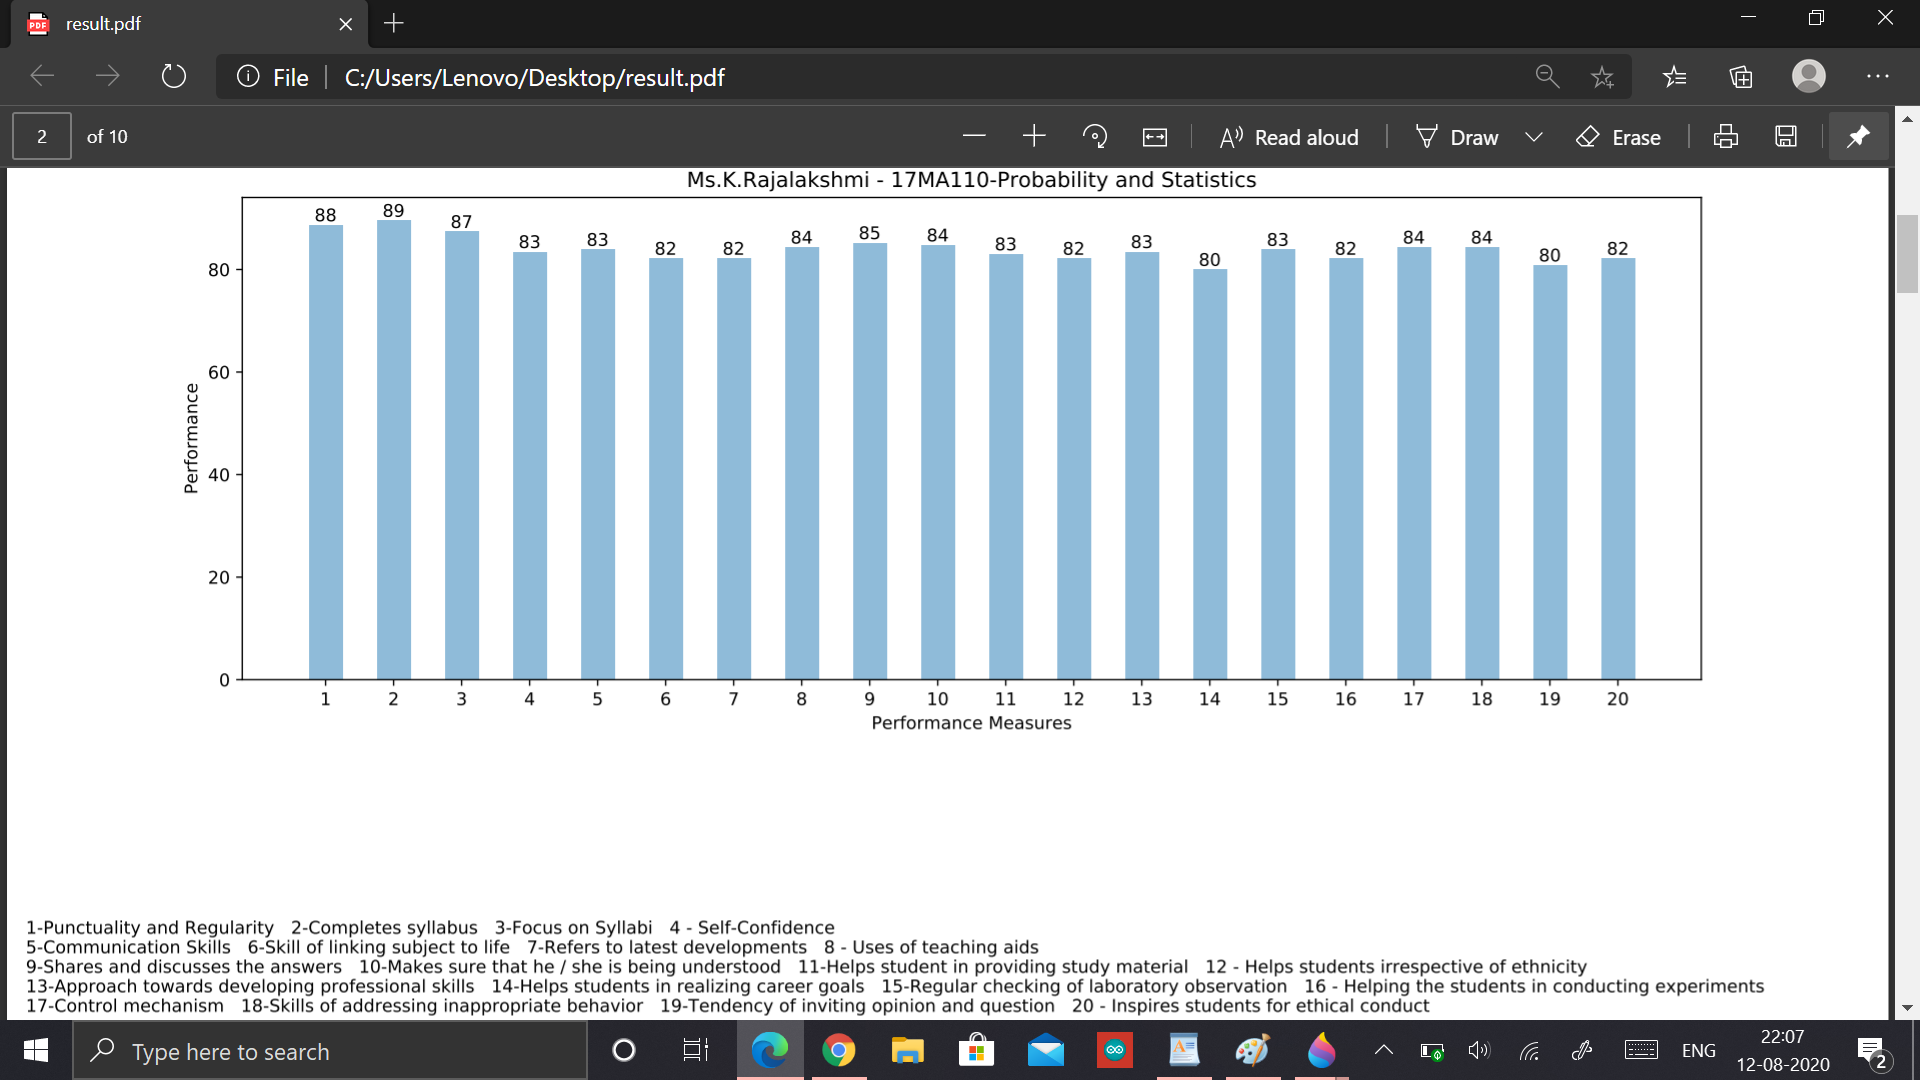 result.pdf
File C:/Users/Lenovo/Desktop/result.pdf
2 of 10
Read aloud Draw Erase
Ms.K.Rajalakshmi - 17MA110-Probability and Statistics
88 89 87 83 83 82 82 84 85 84 83 82 83 80 83 82 84 84 80 82
80
60
40
20
0
Performance
1 2 3 4 5 6 7 8 9 10 11 12 13 14 15 16 17 18 19 20
Performance Measures
1-Punctuality and Regularity 2-Completes syllabus 3-Focus on Syllabi 4 - Self-Confidence
5-Communication Skills 6-Skill of linking subject to life 7-Refers to latest developments 8 - Uses of teaching aids
9-Shares and discusses the answers 10-Makes sure that he / she is being understood 11-Helps student in providing study material 12 - Helps students irrespective of ethnicity
13-Approach towards developing professional skills 14-Helps students in realizing career goals 15-Regular checking of laboratory observation 16 - Helping the students in conducting experiments
17-Control mechanism 18-Skills of addressing inappropriate behavior 19-Tendency of inviting opinion and question 20 - Inspires students for ethical conduct
Type here to search
ENG
22:07
12-08-2020
2